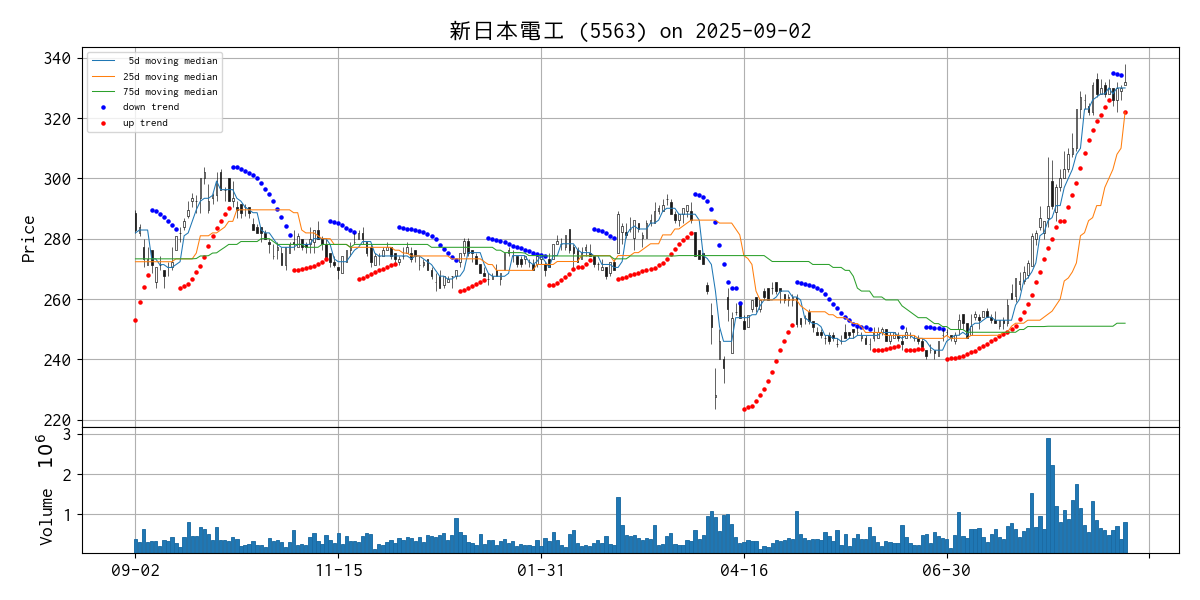 新日本電工 (5563) on 2025-09-02
340
320
300
280
260
240
220
Price
5d moving median
25d moving median
75d moving median
down trend
up trend
3
2
1
Volume 10^6
09-02
11-15
01-31
04-16
06-30